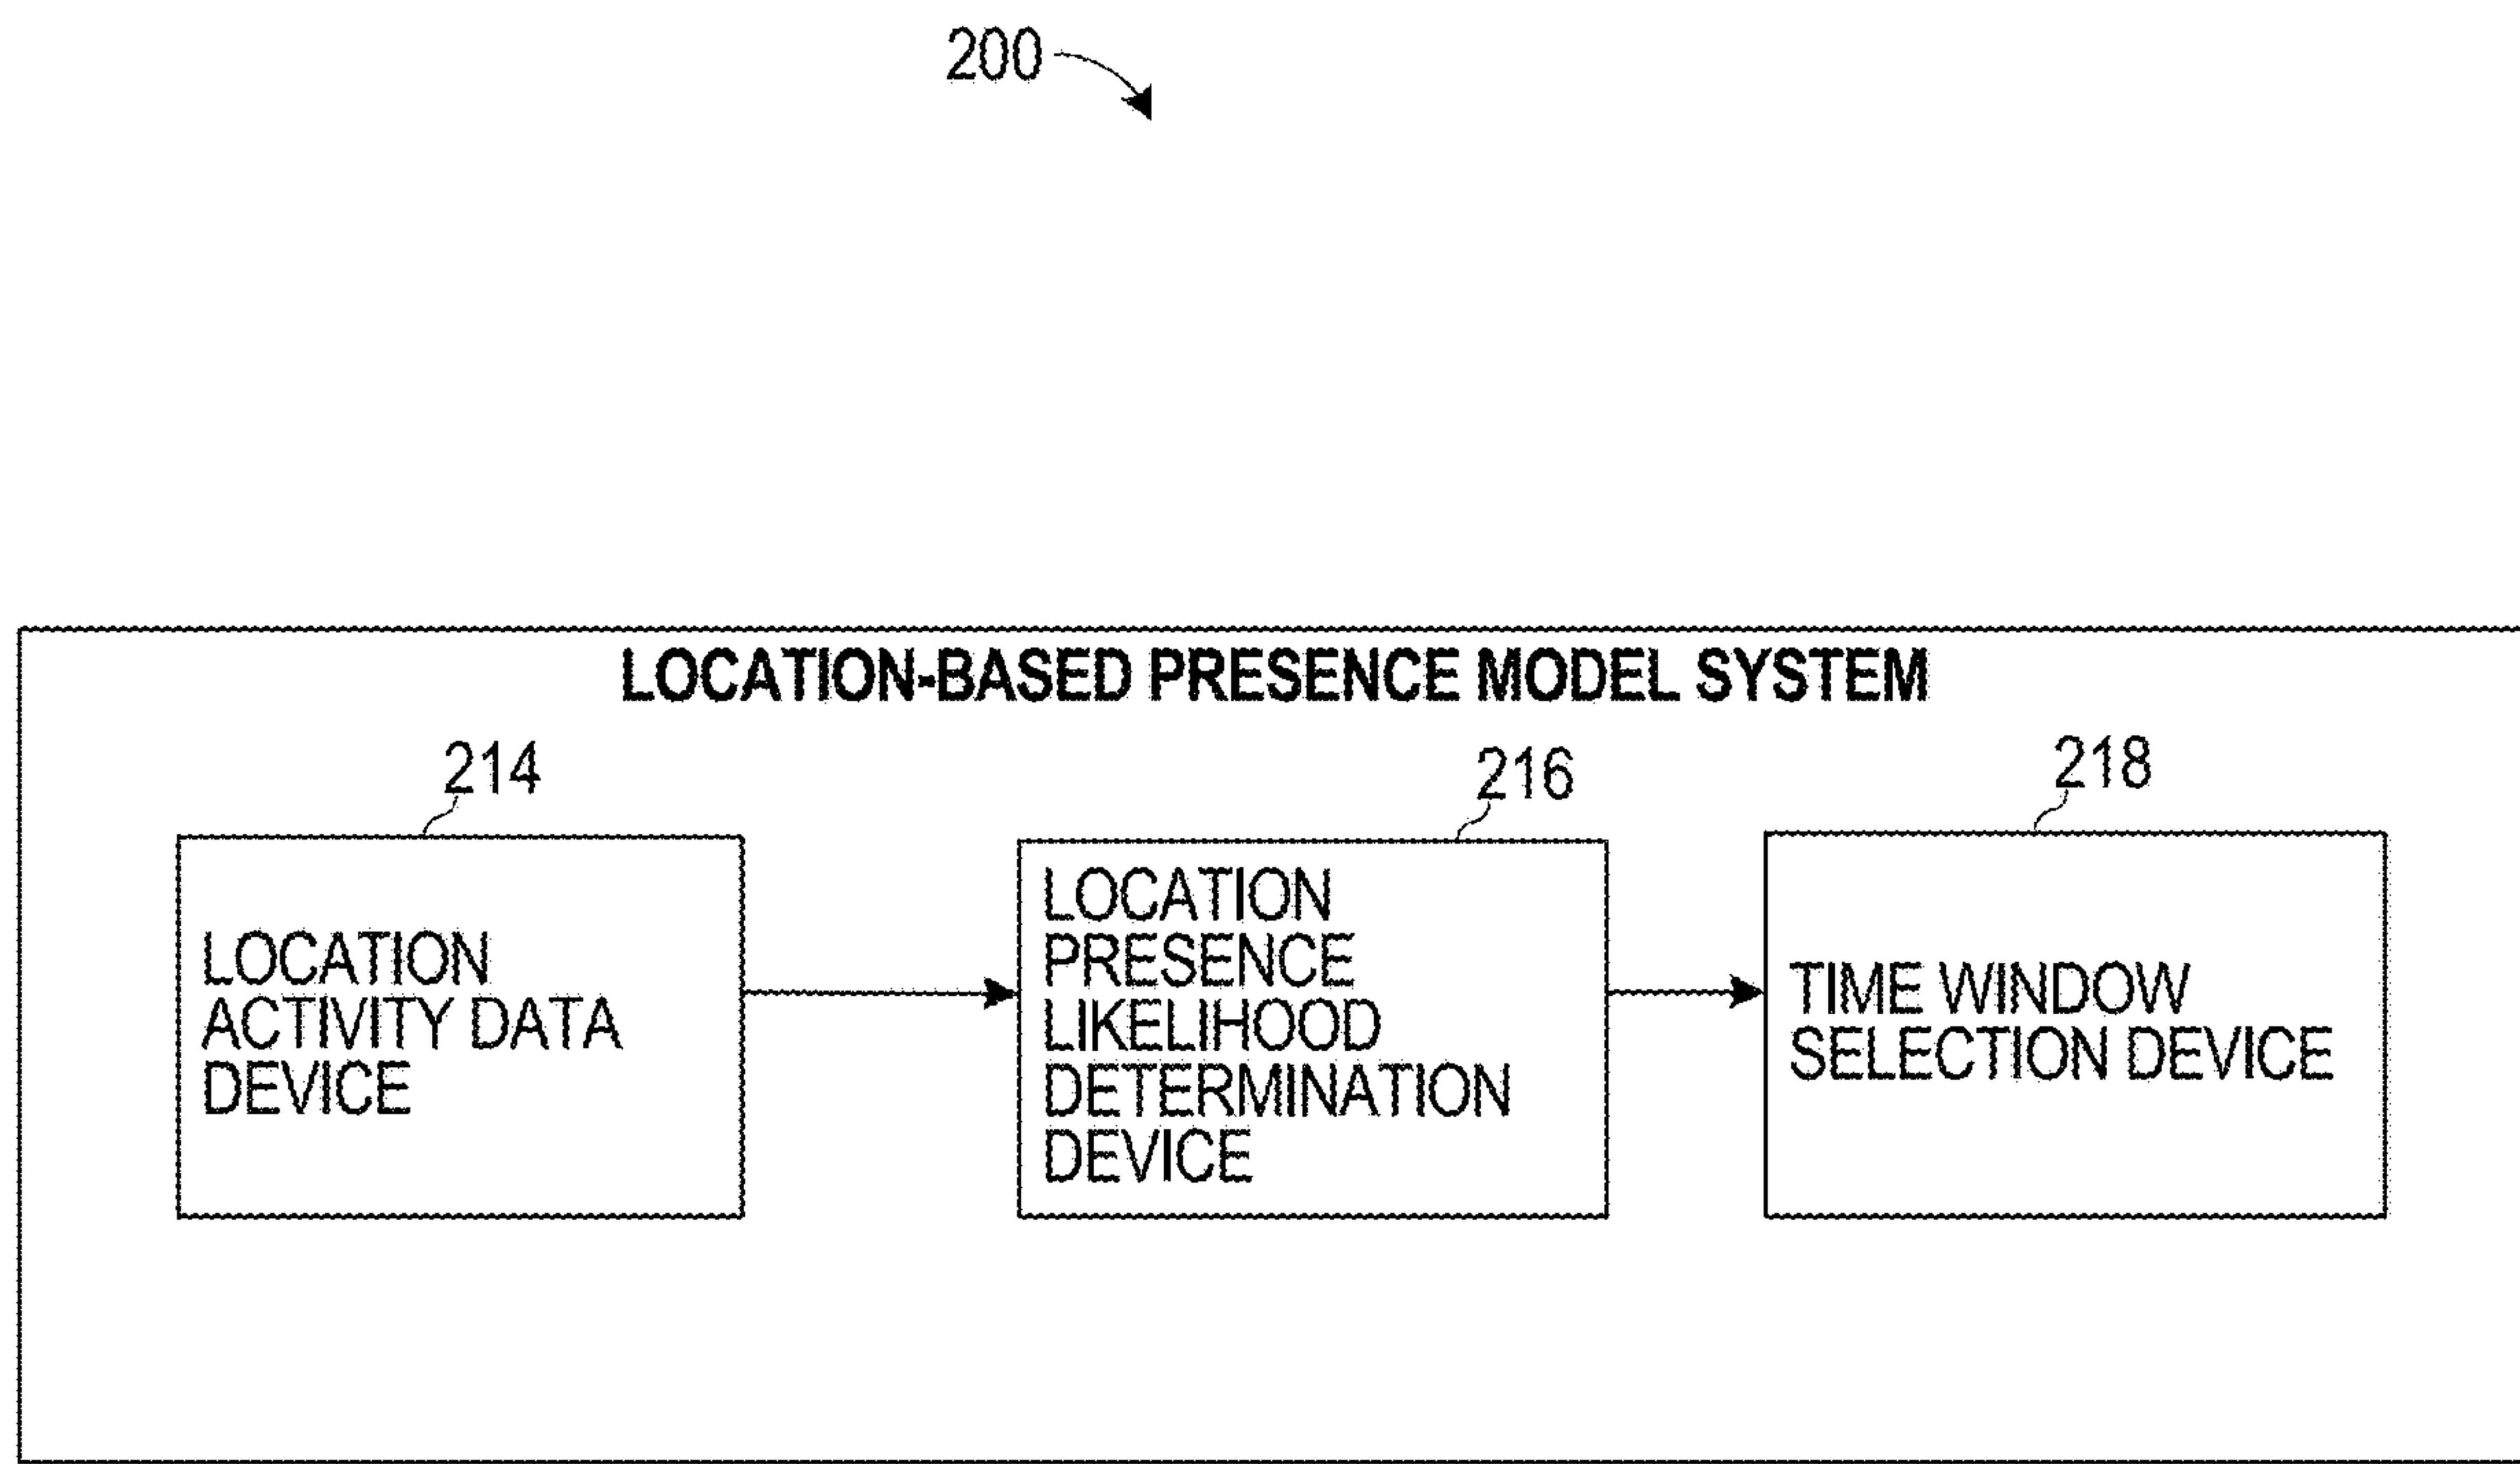 200
LOCATION-BASED PRESENCE MODEL SYSTEM
214
LOCATION
ACTIVITY DATA
DEVICE
216
LOCATION
PRESENCE
LIKELIHOOD
DETERMINATION
DEVICE
218
TIME WINDOW
SELECTION DEVICE